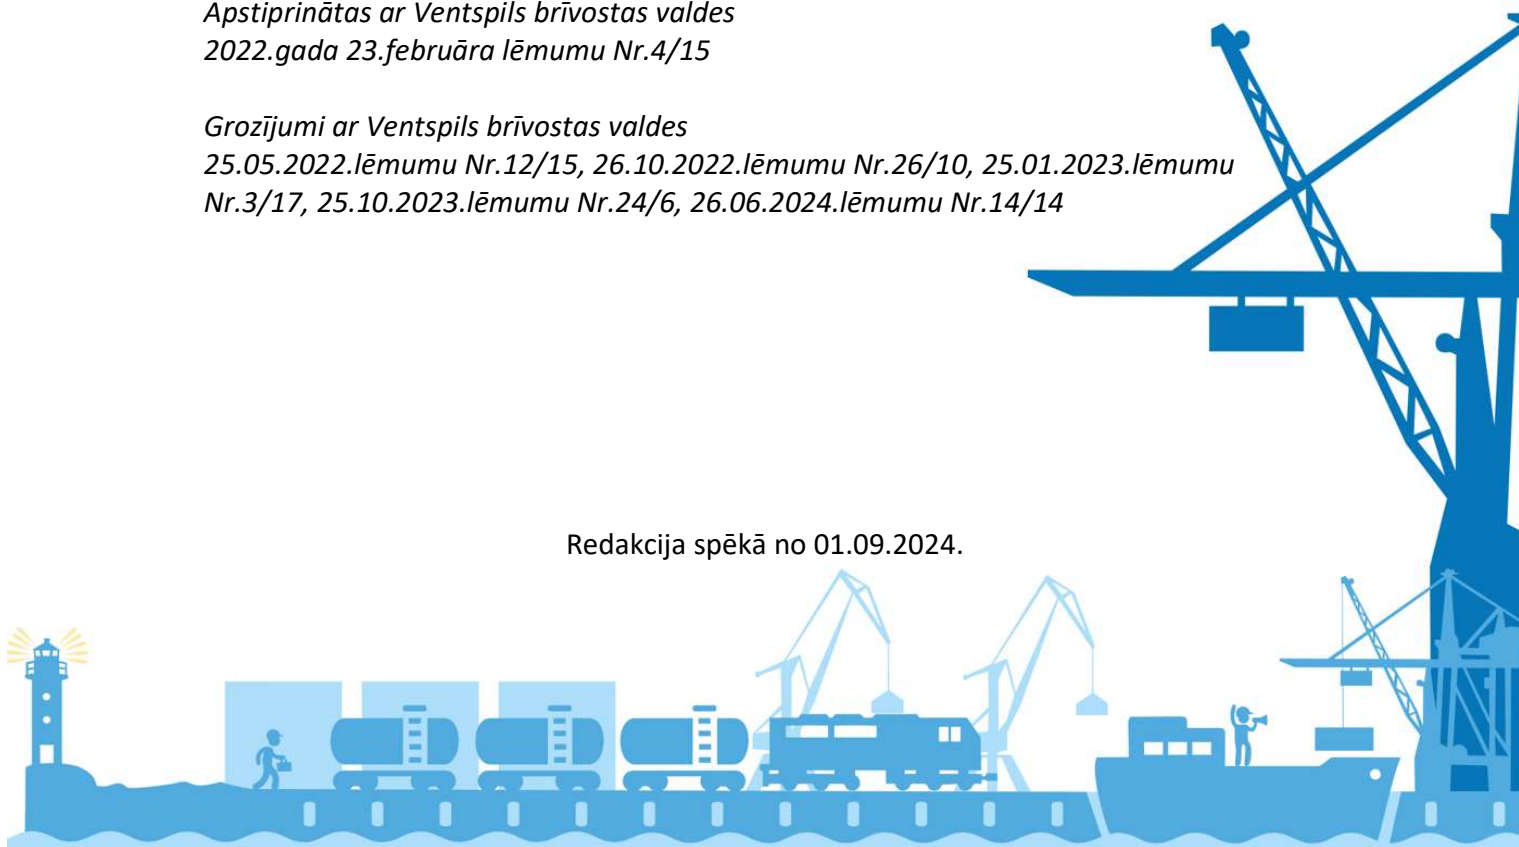 Apstiprinātas ar Ventspils brīvostas valdes
2022.gada 23.februāra lēmumu Nr.4/15
Grozījumi ar Ventspils brīvostas valdes
25.05.2022.lēmumu Nr.12/15, 26.10.2022.lēmumu Nr.26/10, 25.01.2023.lēmumu
Nr.3/17, 25.10.2023.lēmumu Nr.24/6, 26.06.2024.lēmumu Nr.14/14
Redakcija spēkā no 01.09.2024.